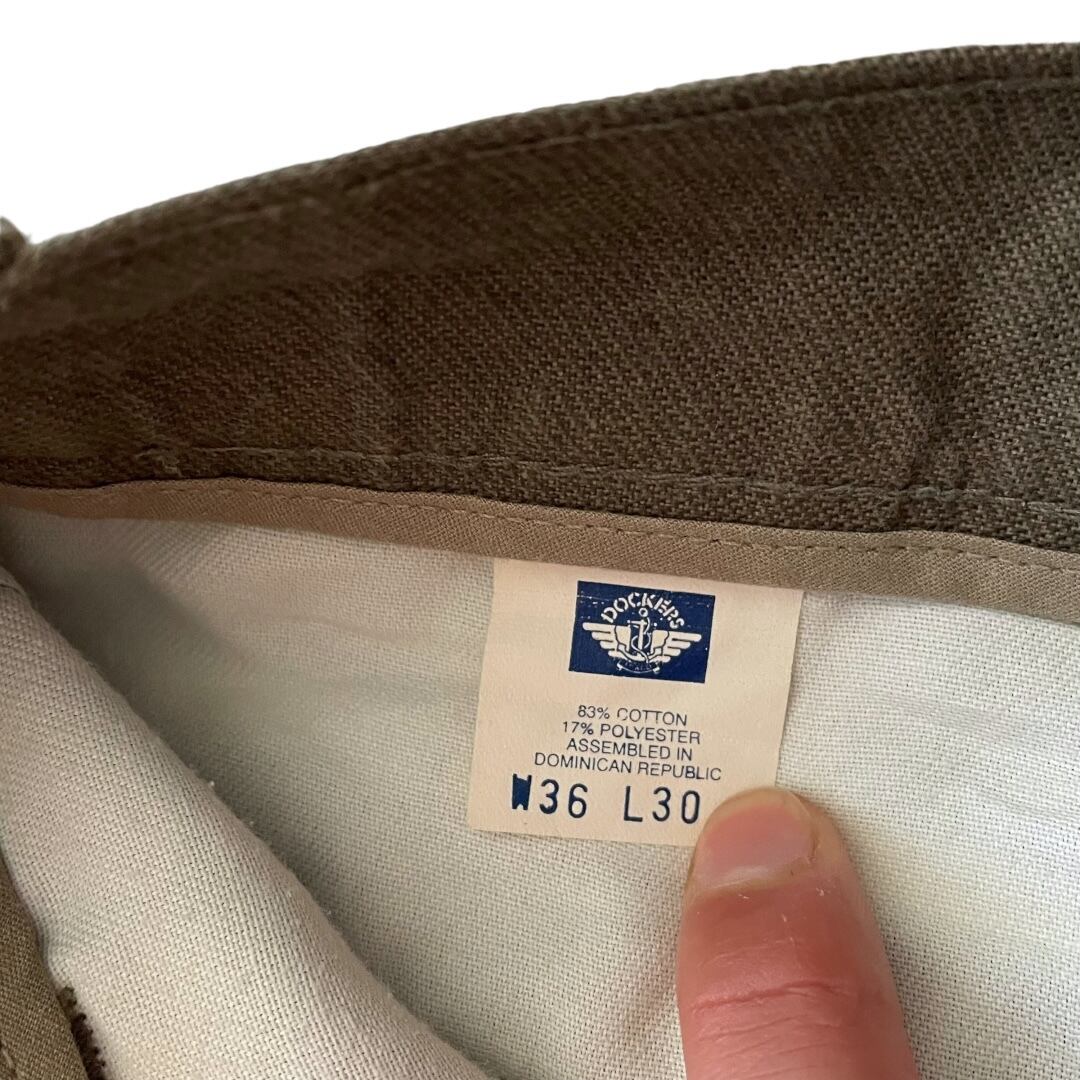 DOCKERS
83% COTTON
17% POLYESTER
ASSEMBLED IN
DOMINICAN REPUBLIC
W36 L30